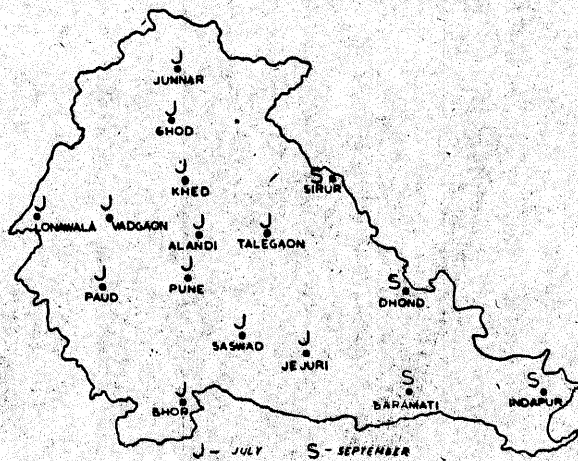 J
JUNNAR
J
GHOD
J
KHED
S
SIRUR
J
LONAWALA
J
VADGAON
J
ALANDI
J
TALEGAON
J
PAUD
J
PUNE
S
DHOND
J
SASWAD
J
JEJURI
J
BHOR
S
BARAMATI
S
INDAPUR
J - JULY S - SEPTEMBER